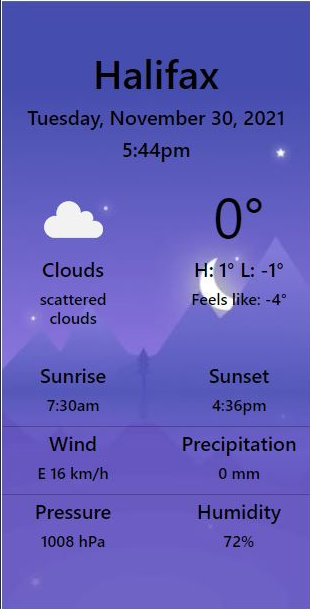 Halifax
Tuesday, November 30, 2021
5:44pm
0°
Clouds
H: 1° L: -1°
scattered
clouds
Feels like: -4°
Sunrise
Sunset
7:30am
4:36pm
Wind
Precipitation
E 16 km/h
0 mm
Pressure
Humidity
1008 hPa
72%